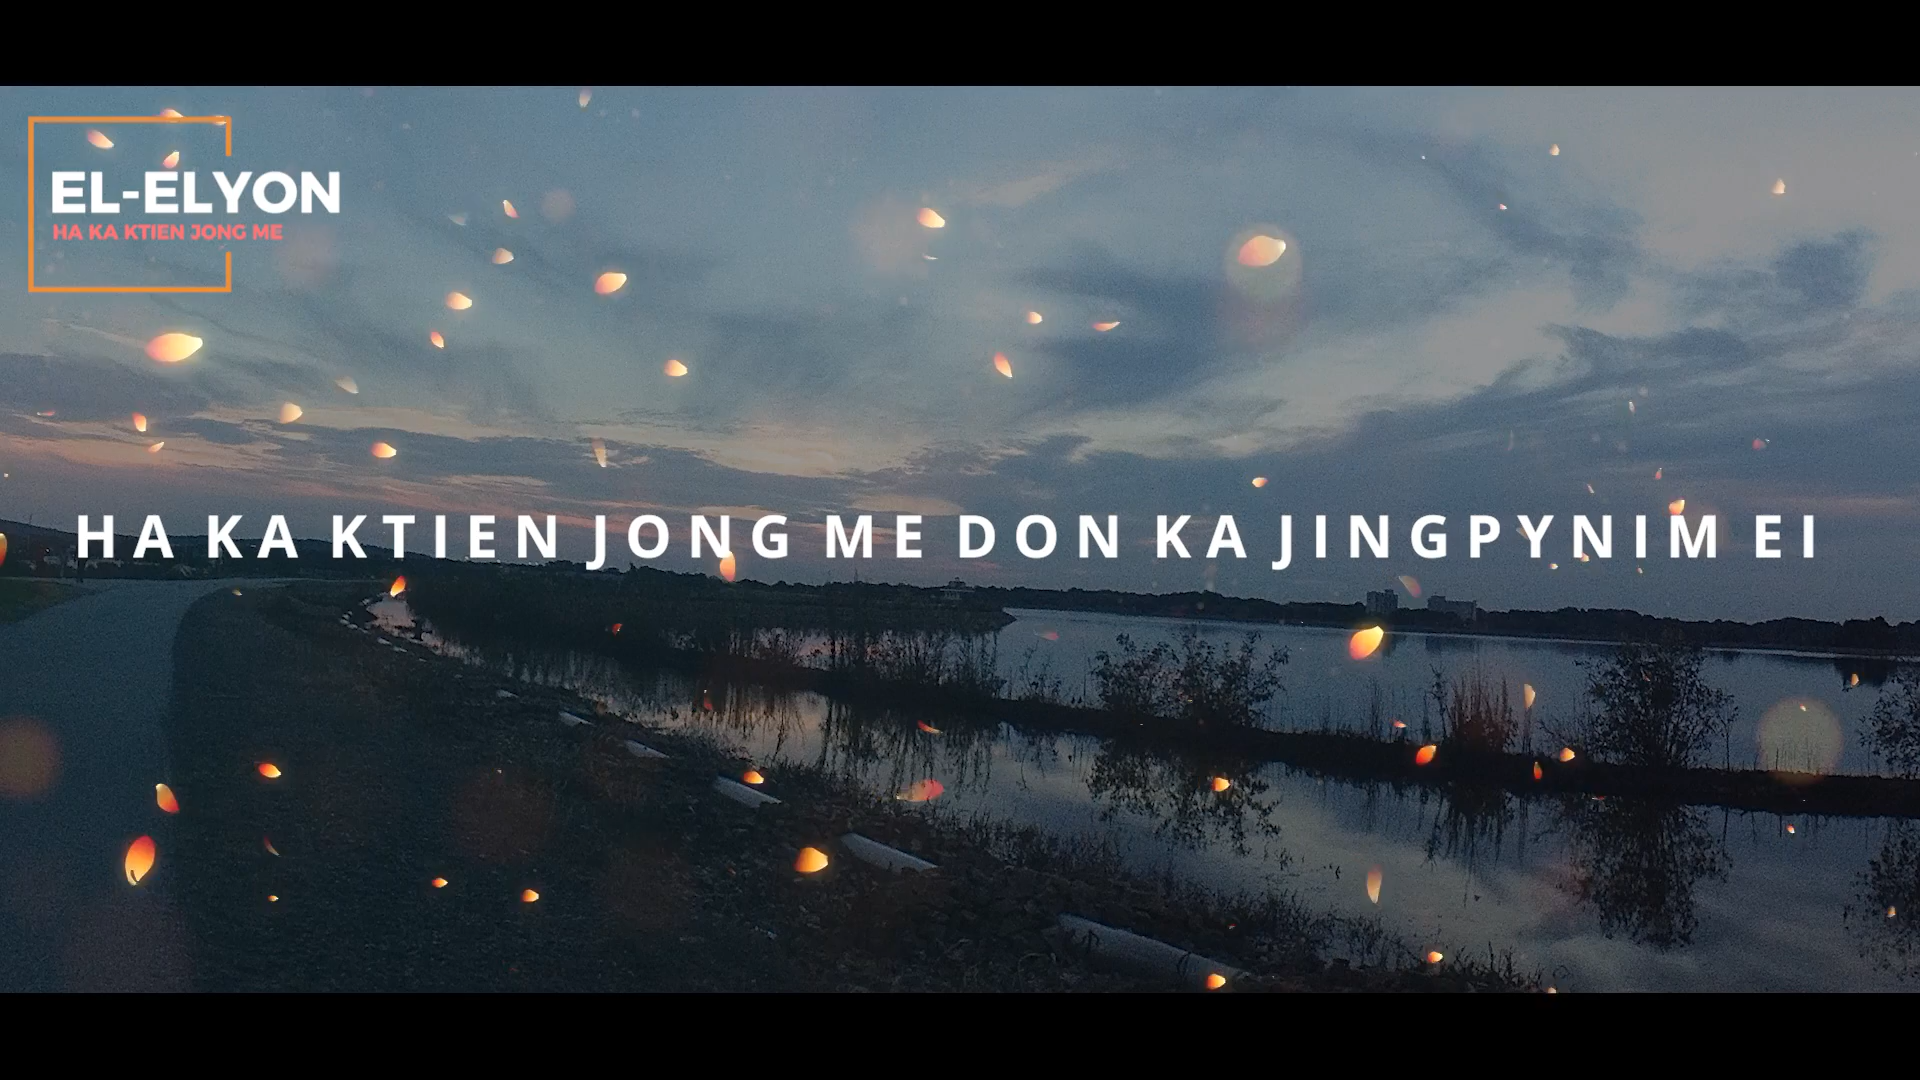 EL-ELYON
HA KA KTIEN JONG ME
HA KA KTIEN JONG ME DON KA JINGPYNIM EI